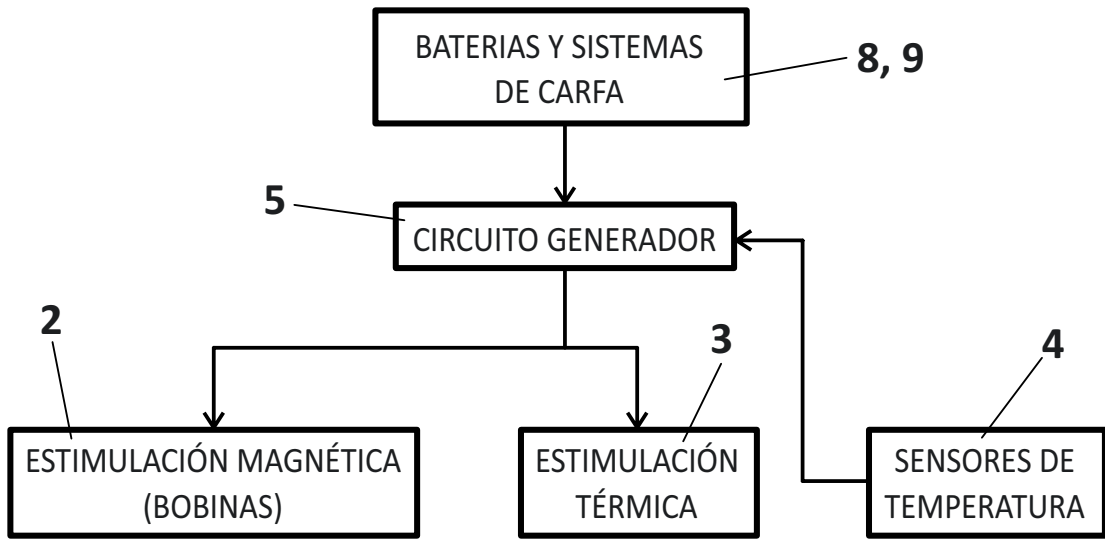 BATERIAS Y SISTEMAS
DE CARFA
8, 9
5
CIRCUITO GENERADOR
2
3
4
ESTIMULACIÓN MAGNÉTICA
(BOBINAS)
ESTIMULACIÓN
TÉRMICA
SENSORES DE
TEMPERATURA